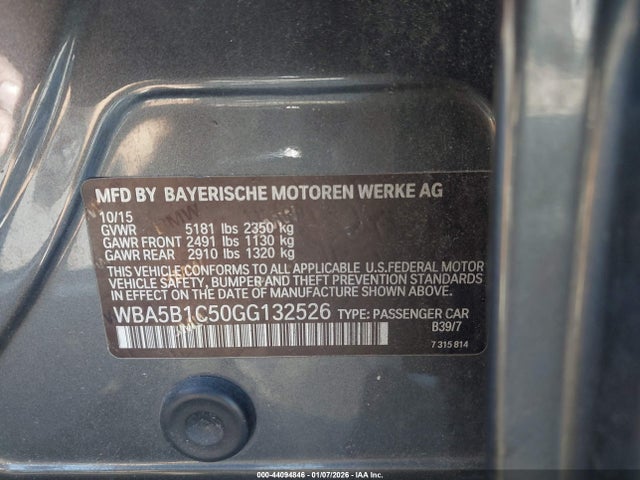 MFD BY BAYERISCHE MOTOREN WERKE AG
10/15
GVWR 5181 lbs 2350 kg
GAWR FRONT 2491 lbs 1130 kg
GAWR REAR 2910 lbs 1320 kg
THIS VEHICLE CONFORMS TO ALL APPLICABLE U.S.FEDERAL MOTOR
VEHICLE SAFETY, BUMPER AND THEFT PREVENTION STANDARDS
IN EFFECT ON THE DATE OF MANUFACTURE SHOWN ABOVE.
WBA5B1C50GG132526 TYPE: PASSENGER CAR
B39/7
7 315 814
000-44094846 | 01/07/2026 | IAA Inc.